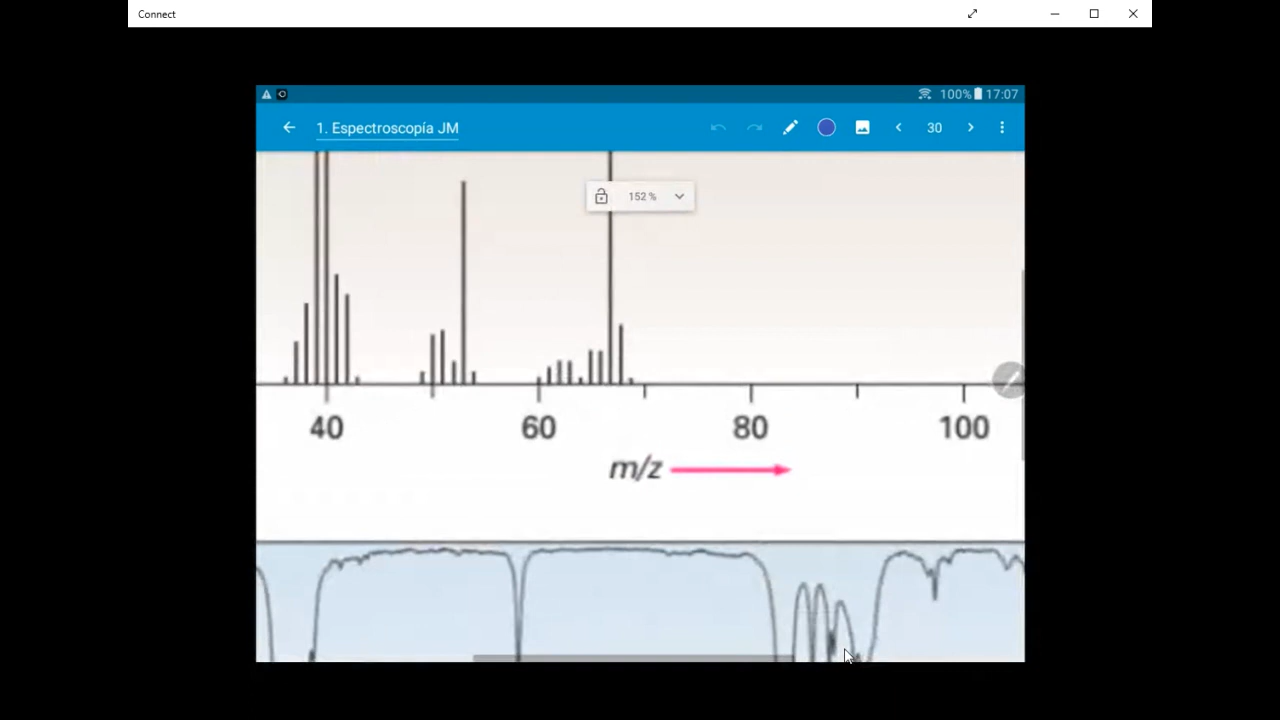 Connect
100% 17:07
1. Espectroscopía JM
30
152 %
40 60 80 100
m/z